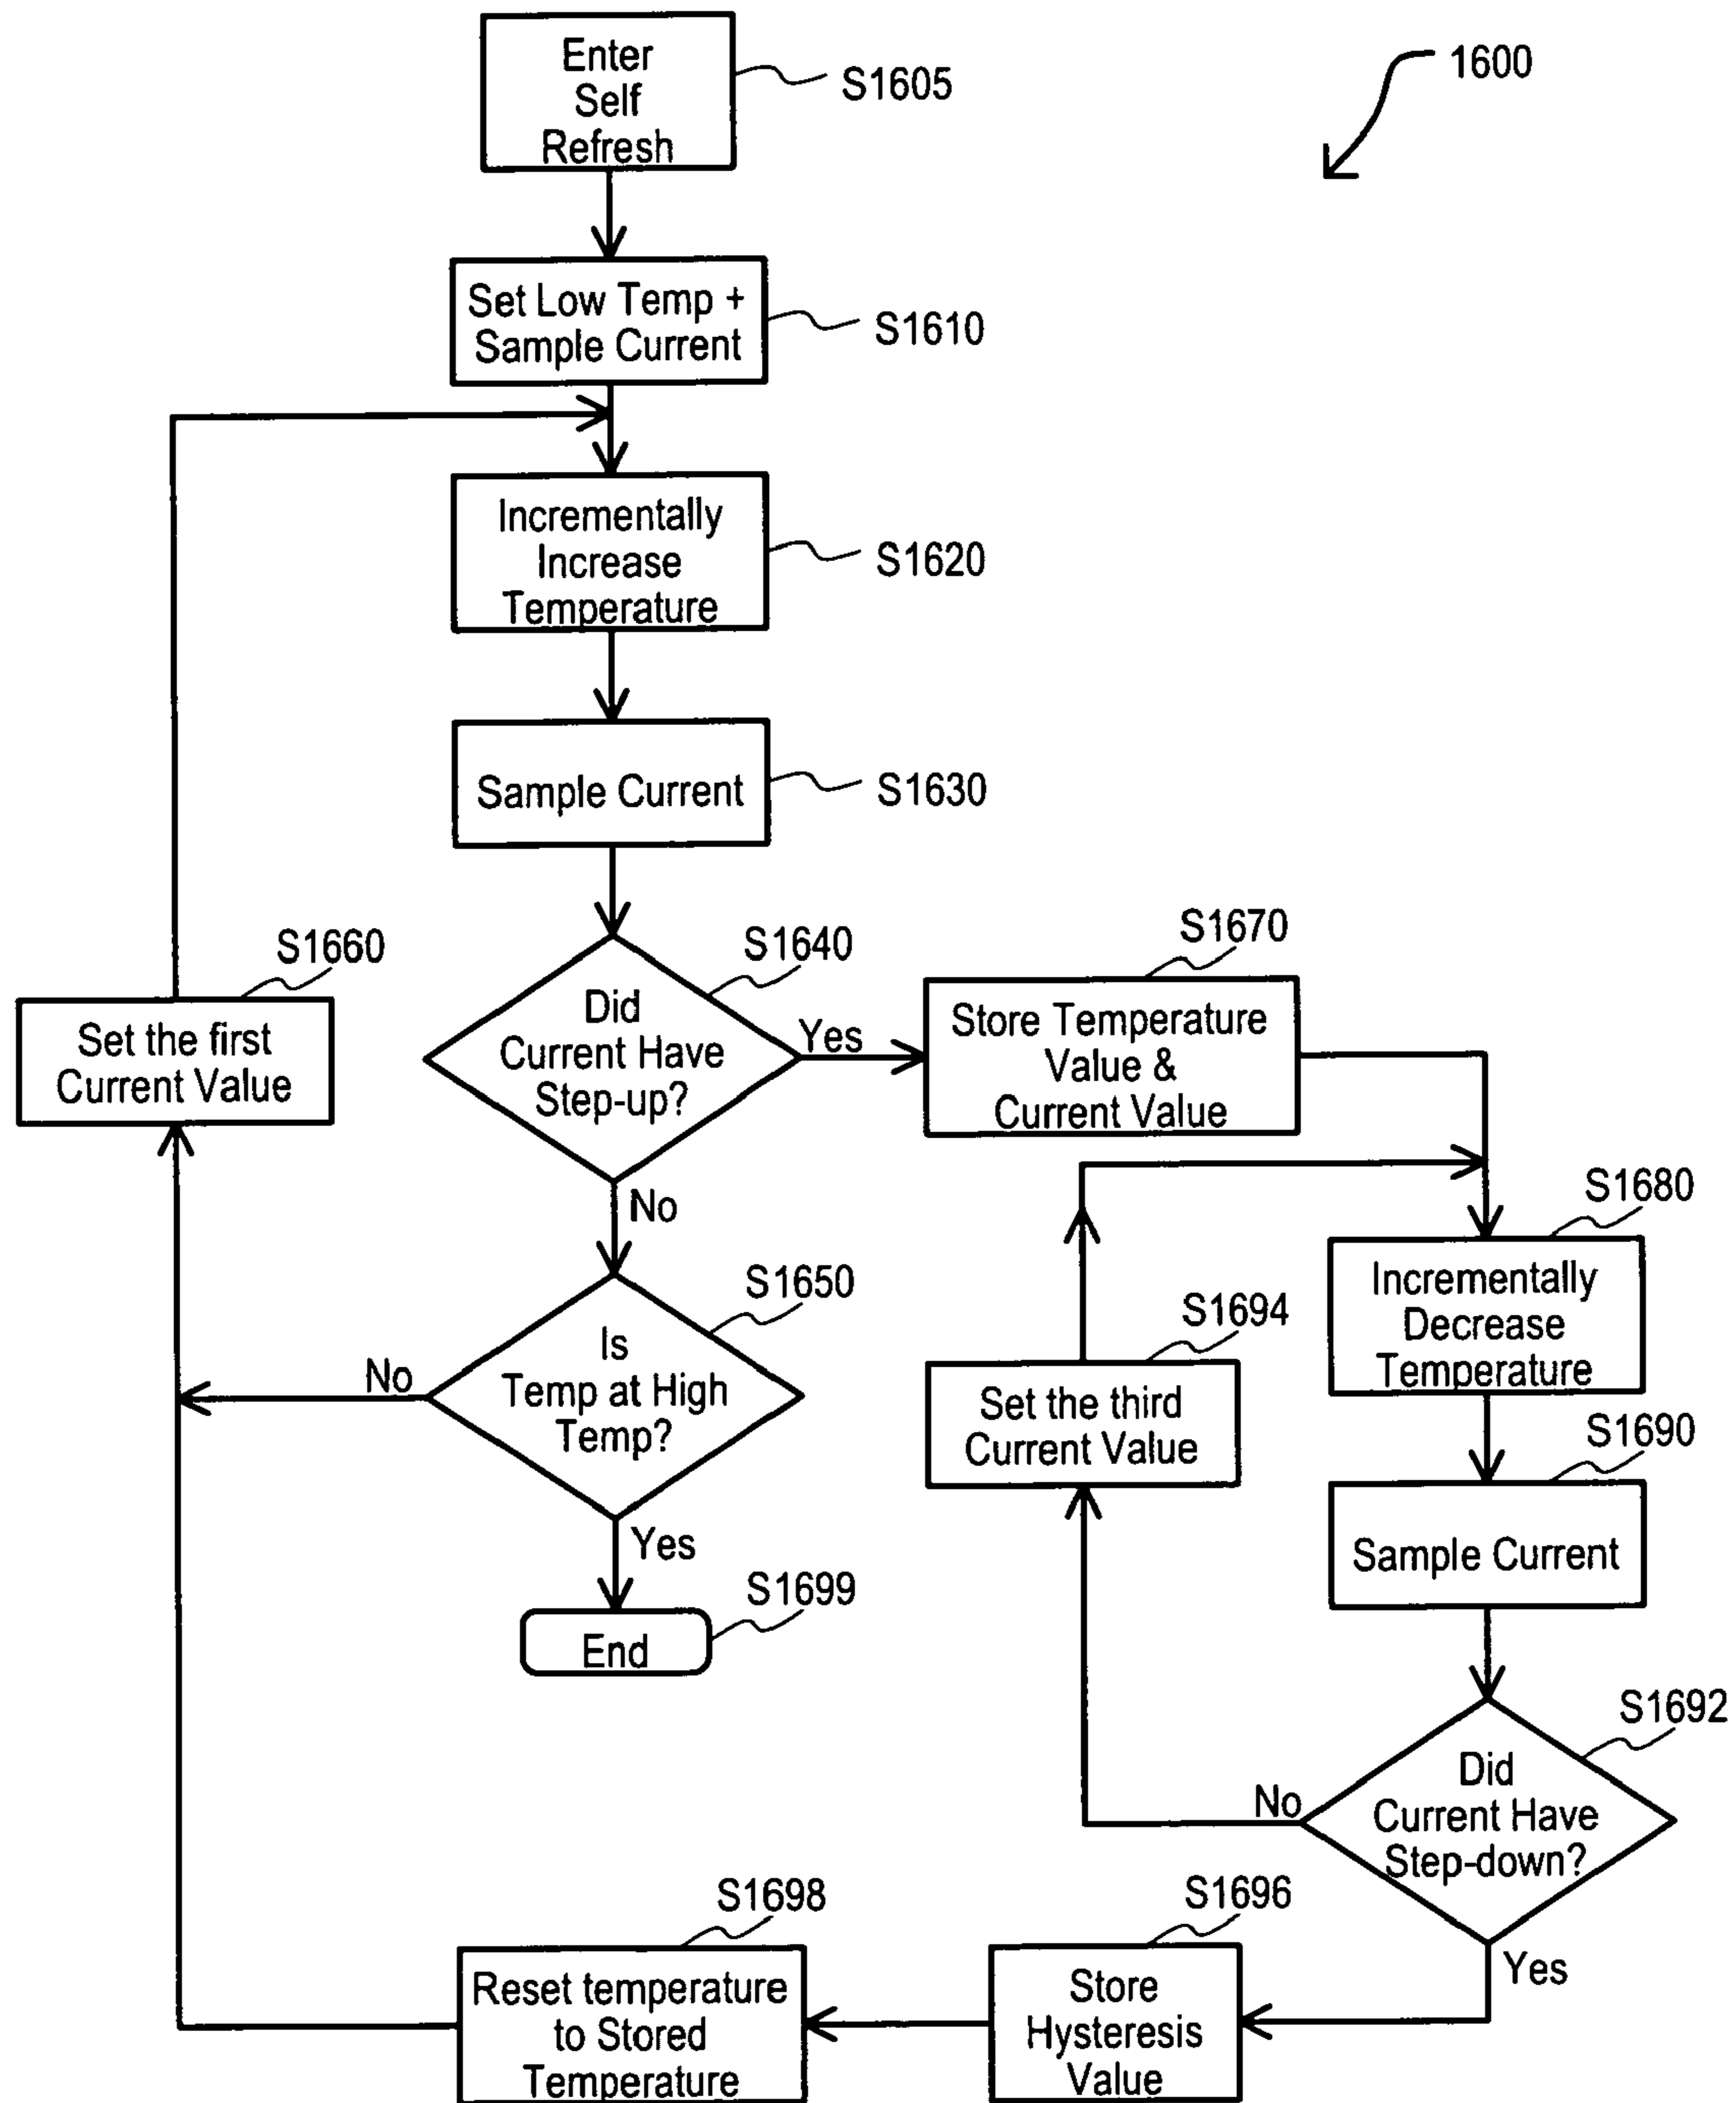 Enter
Self
Refresh
S1605
1600
Set Low Temp +
Sample Current
S1610
Incrementally
Increase
Temperature
S1620
Sample Current
S1630
S1660
Set the first
Current Value
S1640
Did
Current Have
Step-up?
Yes
No
S1670
Store Temperature
Value &
Current Value
S1650
Is
Temp at High
Temp?
No
Yes
S1699
End
S1680
Incrementally
Decrease
Temperature
S1694
Set the third
Current Value
S1690
Sample Current
S1692
Did
Current Have
Step-down?
No
Yes
S1696
Store
Hysteresis
Value
S1698
Reset temperature
to Stored
Temperature